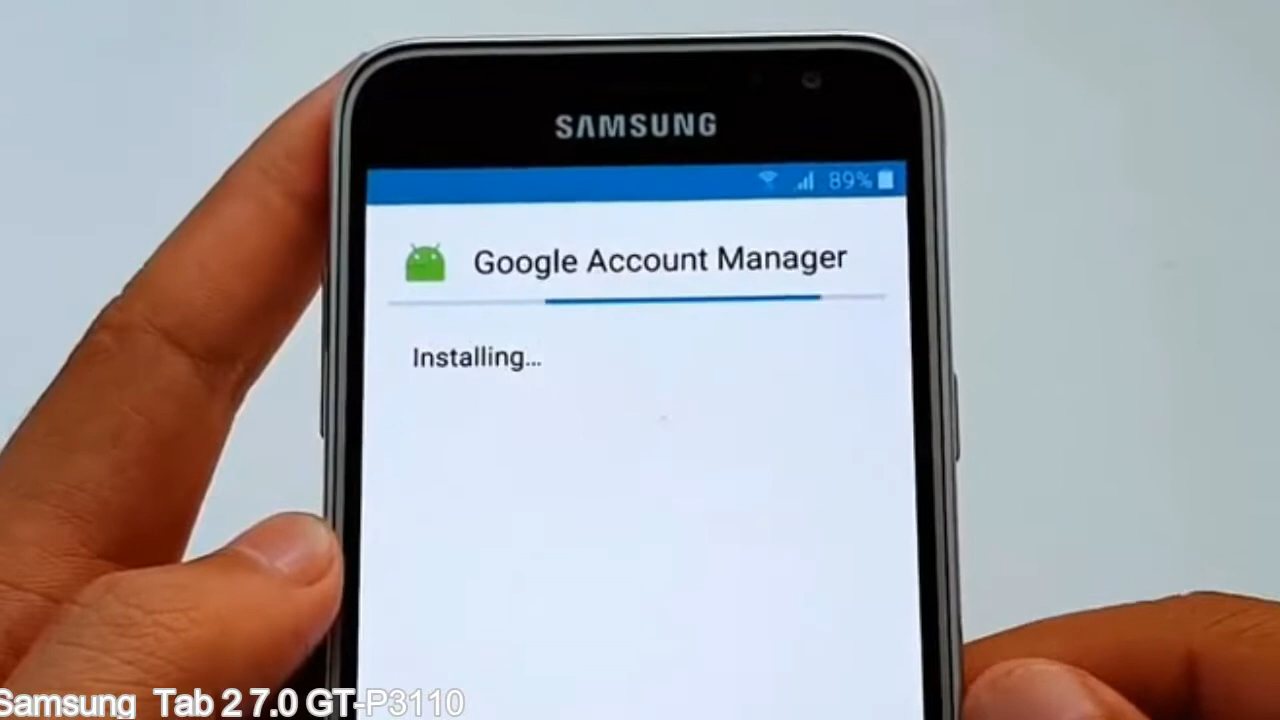 SAMSUNG
89%
Google Account Manager
Installing...
Samsung Tab 2 7.0 GT-P3110